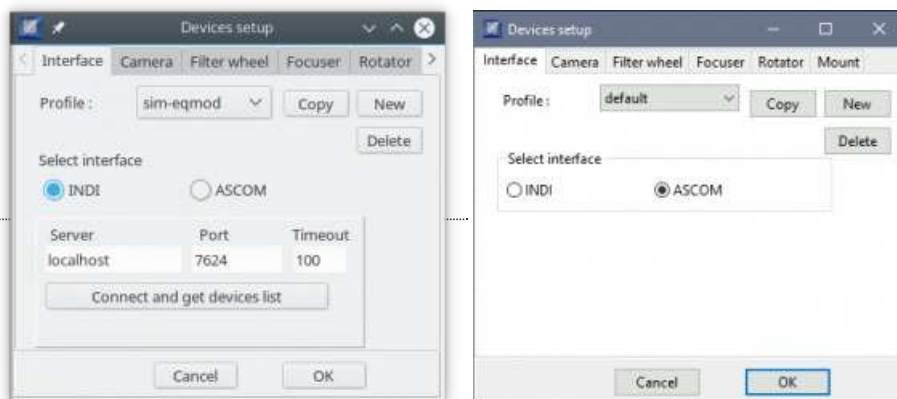 Devices setup
Interface Camera Filter wheel Focuser Rotator
Profile : sim-eqmod Copy New
Delete
Select interface
INDI ASCOM
Server Port Timeout
localhost 7624 100
Connect and get devices list
Cancel OK
Devices setup
Interface Camera Filter wheel Focuser Rotator Mount
Profile : default Copy New
Delete
Select interface
INDI ASCOM
Cancel OK